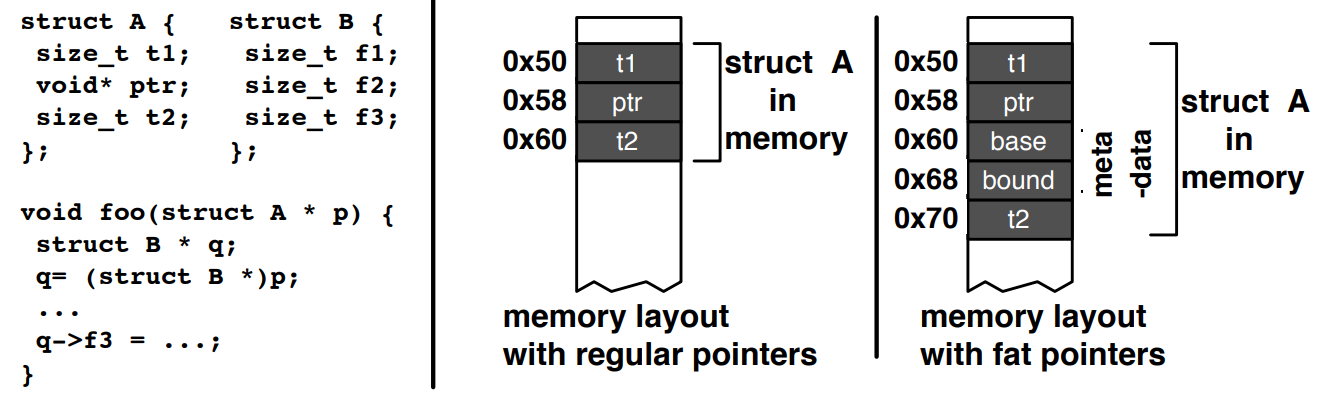 struct A {
 size_t t1;
 void* ptr;
 size_t t2;
};
struct B {
 size_t f1;
 size_t f2;
 size_t f3;
};
void foo(struct A * p) {
 struct B * q;
 q= (struct B *)p;
 ...
 q->f3 = ...;
}
0x50 t1
0x58 ptr
0x60 t2
struct A
in
memory
memory layout
with regular pointers
0x50 t1
0x58 ptr
0x60 base
0x68 bound
0x70 t2
meta
-data
struct A
in
memory
memory layout
with fat pointers